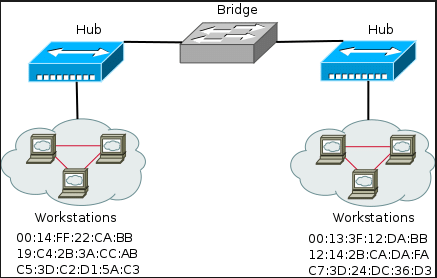 Bridge
Hub
Hub
Workstations
00:14:FF:22:CA:BB
19:C4:2B:3A:CC:AB
C5:3D:C2:D1:5A:C3
Workstations
00:13:3F:12:DA:BB
12:14:2B:CA:DA:FA
C7:3D:24:DC:36:D3